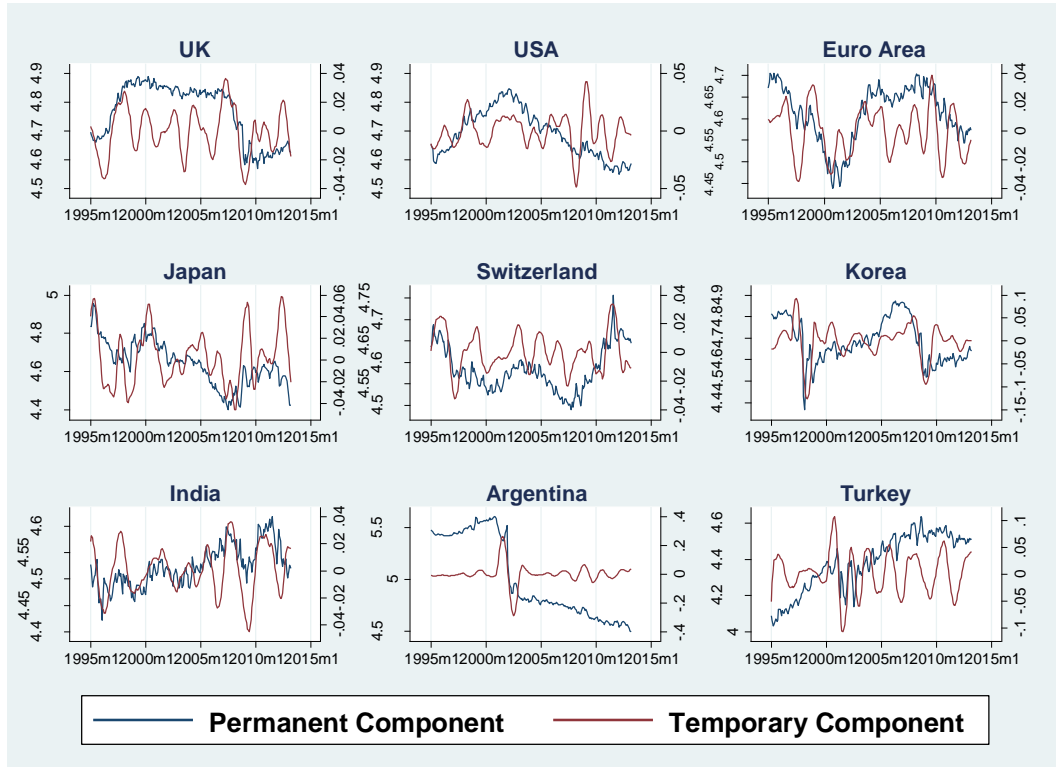 UK
USA
Euro Area
4.5 4.6 4.7 4.8 4.9
-.04 -.02 0 .02 .04
1995m1 2000m1 2005m1 2010m1 2015m1
4.5 4.6 4.7 4.8 4.9
-.05 0 .05
1995m1 2000m1 2005m1 2010m1 2015m1
4.45 4.5 4.55 4.6 4.65 4.7
-.04 -.02 0 .02 .04
1995m1 2000m1 2005m1 2010m1 2015m1
Japan
Switzerland
Korea
4.4 4.6 4.8 5
-.04 -.02 0 .02 .04 .06
1995m1 2000m1 2005m1 2010m1 2015m1
4.5 4.55 4.6 4.65 4.7 4.75
-.04 -.02 0 .02 .04
1995m1 2000m1 2005m1 2010m1 2015m1
4.4 4.5 4.6 4.7 4.8 4.9
-.15 -.1 -.05 0 .05 .1
1995m1 2000m1 2005m1 2010m1 2015m1
India
Argentina
Turkey
4.4 4.45 4.5 4.55 4.6
-.04 -.02 0 .02 .04
1995m1 2000m1 2005m1 2010m1 2015m1
4.5 5 5.5
-.4 -.2 0 .2 .4
1995m1 2000m1 2005m1 2010m1 2015m1
4 4.2 4.4 4.6
-.1 -.05 0 .05 .1
1995m1 2000m1 2005m1 2010m1 2015m1
Permanent Component
Temporary Component